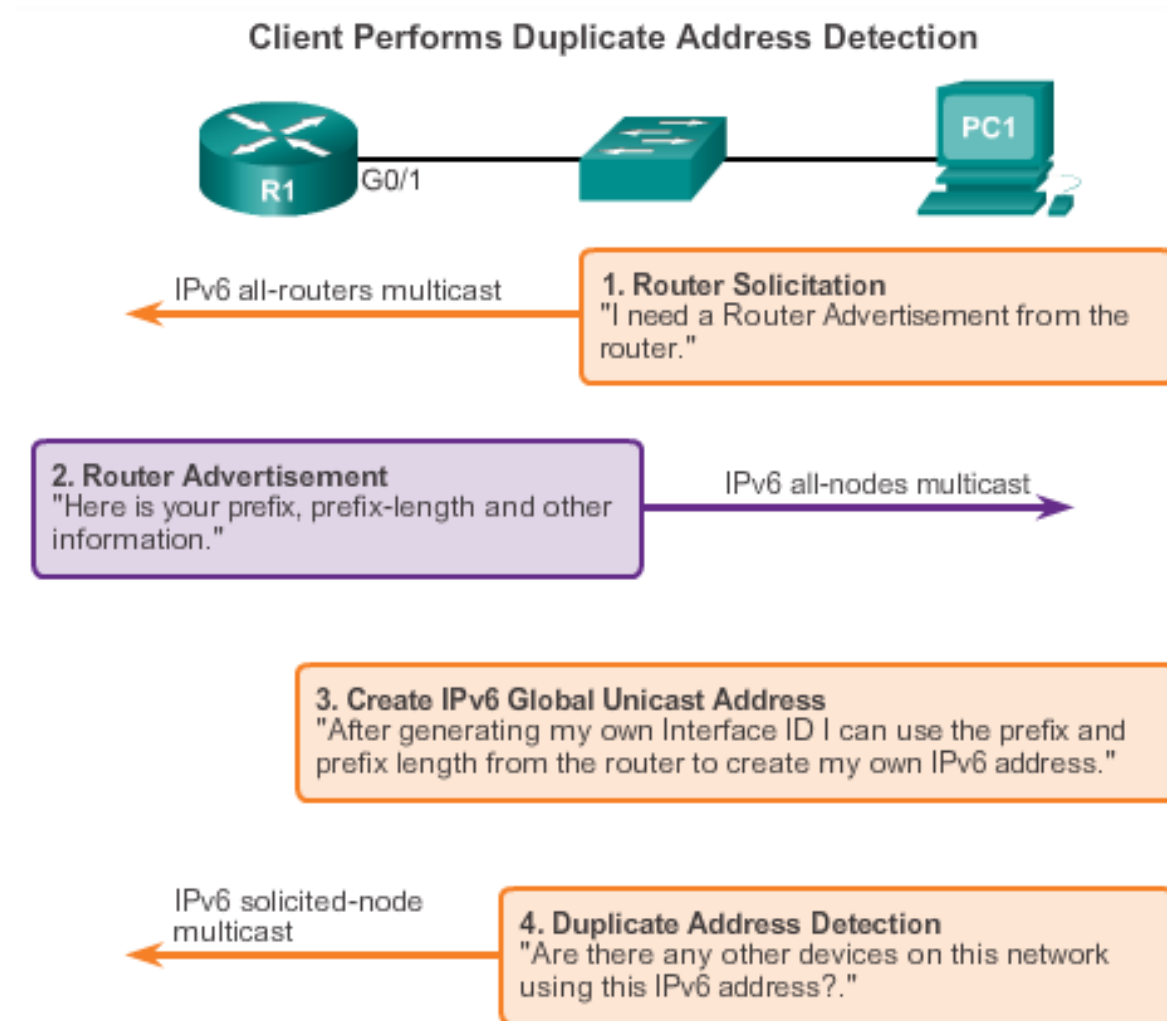 Client Performs Duplicate Address Detection
PC1
G0/1
R1
IPv6 all-routers multicast
1. Router Solicitation
"I need a Router Advertisement from the
router."
2. Router Advertisement
"Here is your prefix, prefix-length and other
information."
IPv6 all-nodes multicast
3. Create IPv6 Global Unicast Address
"After generating my own Interface ID I can use the prefix and
prefix length from the router to create my own IPv6 address."
IPv6 solicited-node
multicast
4. Duplicate Address Detection
"Are there any other devices on this network
using this IPv6 address?."